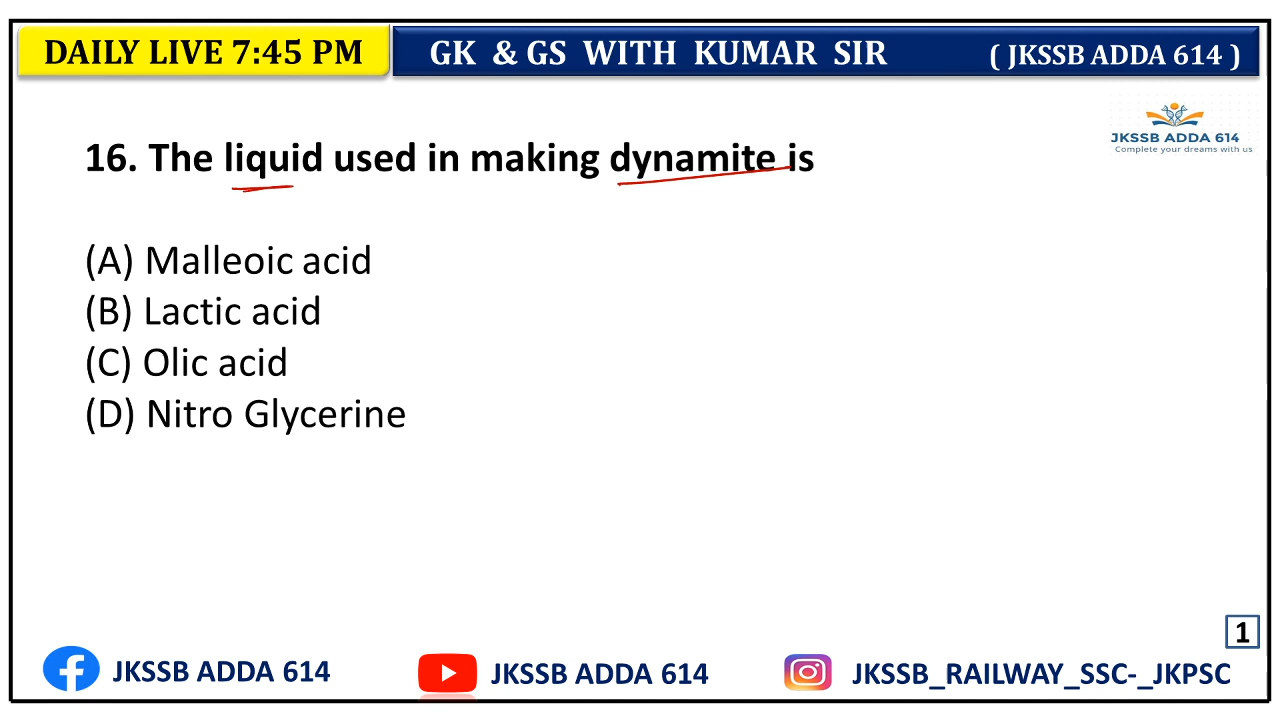 DAILY LIVE 7:45 PM
GK & GS WITH KUMAR SIR ( JKSSB ADDA 614 )
JKSSB ADDA 614
Complete your dreams with us
16. The liquid used in making dynamite is
(A) Malleoic acid
(B) Lactic acid
(C) Olic acid
(D) Nitro Glycerine
1
JKSSB ADDA 614
JKSSB ADDA 614
JKSSB_RAILWAY_SSC-_JKPSC